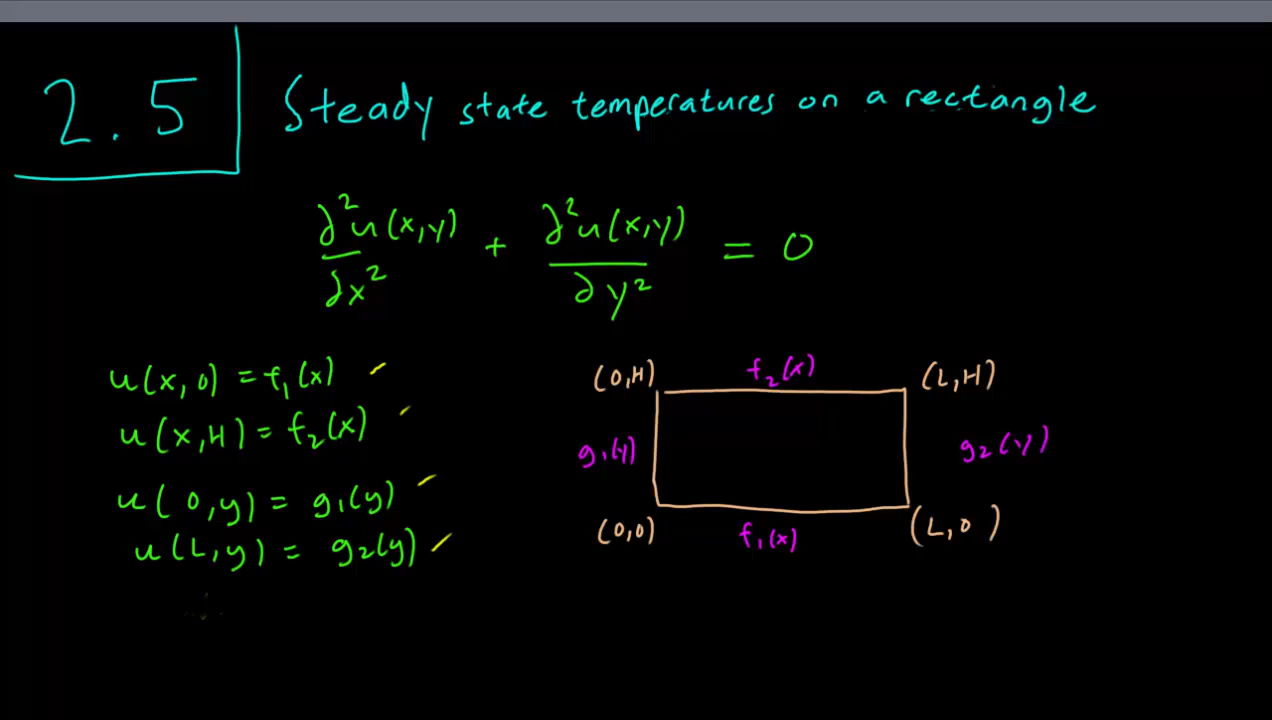 2.5 Steady state temperatures on a rectangle
∂²u(x,y)/∂x² + ∂²u(x,y)/∂y² = 0
u(x,0) = f₁(x)
u(x,H) = f₂(x)
u(0,y) = g₁(y)
u(L,y) = g₂(y)
(0,H) f₂(x) (L,H)
g₁(y) g₂(y)
(0,0) f₁(x) (L,0)